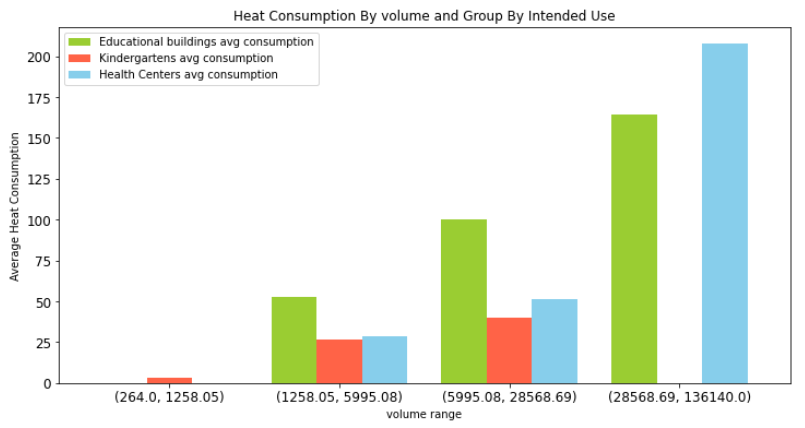 Heat Consumption By volume and Group By Intended Use
Educational buildings avg consumption
Kindergartens avg consumption
Health Centers avg consumption
Average Heat Consumption
200
175
150
125
100
75
50
25
0
(264.0, 1258.05)
(1258.05, 5995.08)
(5995.08, 28568.69)
(28568.69, 136140.0)
volume range